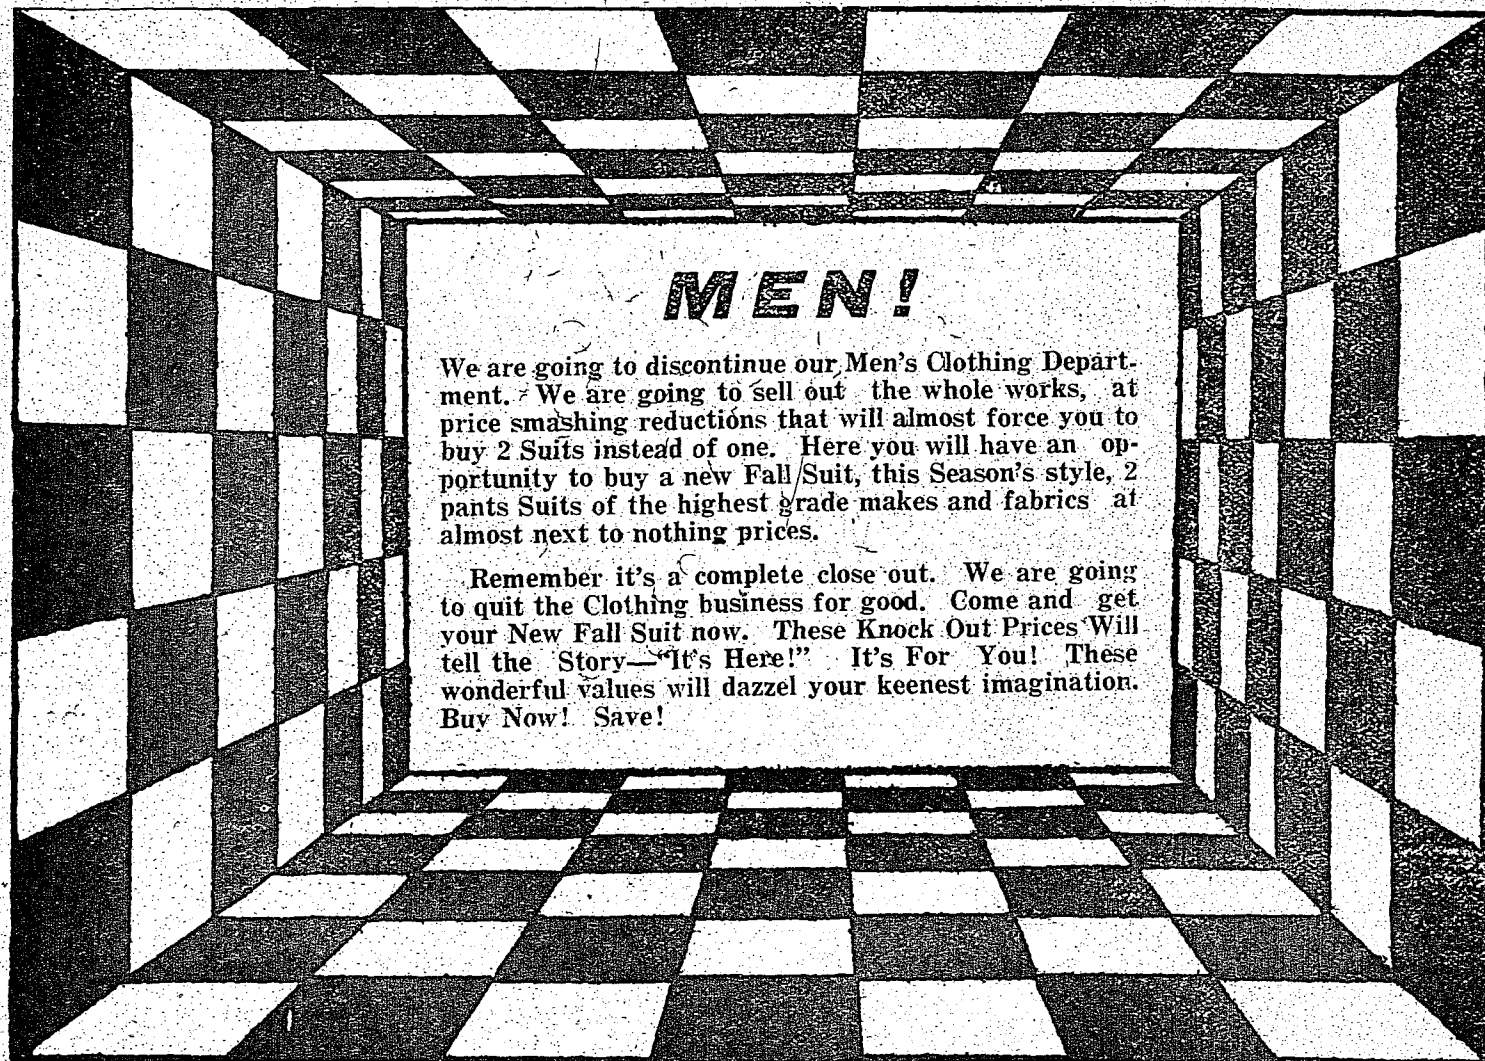 MEN!
We are going to discontinue our Men's Clothing Depart-
ment. We are going to sell out the whole works, at
price smashing reductions that will almost force you to
buy 2 Suits instead of one. Here you will have an op-
portunity to buy a new Fall Suit, this Season's style, 2
pants Suits of the highest grade makes and fabrics at
almost next to nothing prices.
Remember it's a complete close out. We are going
to quit the Clothing business for good. Come and get
your New Fall Suit now. These Knock Out Prices Will
tell the Story—"It's Here!" It's For You! These
wonderful values will dazzel your keenest imagination.
Buy Now! Save!